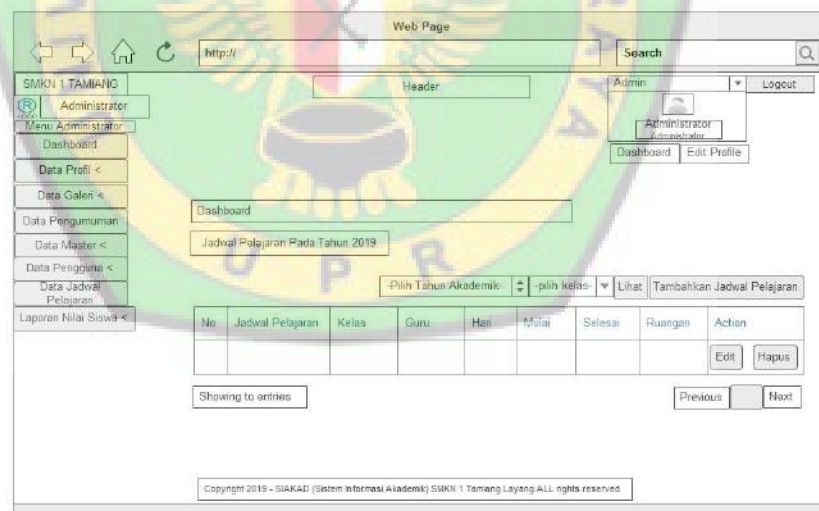 Web Page
http://
Search
SMKN 1 TAMIANG
Header
Admin
Logout
Administrator
Menu Administrator
Administrator
Administrator
Dashboard
Dashboard
Edit Profile
Data Profil <
Data Galeri <
Dashboard
Data Pengumuman
Jadwal Pelajaran Pada Tahun 2019
Data Master <
Data Pengguna <
-Pilih Tahun Akademik-
-pilih kelas-
Lihat
Tambahkan Jadwal Pelajaran
Data Jadwal
Pelajaran
Laporan Nilai Siswa <
No Jadwal Pelajaran Kelas Guru Hari Mulai Selesai Ruangan Action
Edit Hapus
Showing to entries
Previous
Next
Copyright 2019 - SIAKAD (Sistem Informasi Akademik) SMKN 1 Tamiang Layang.ALL rights reserved
U P R
RAYA